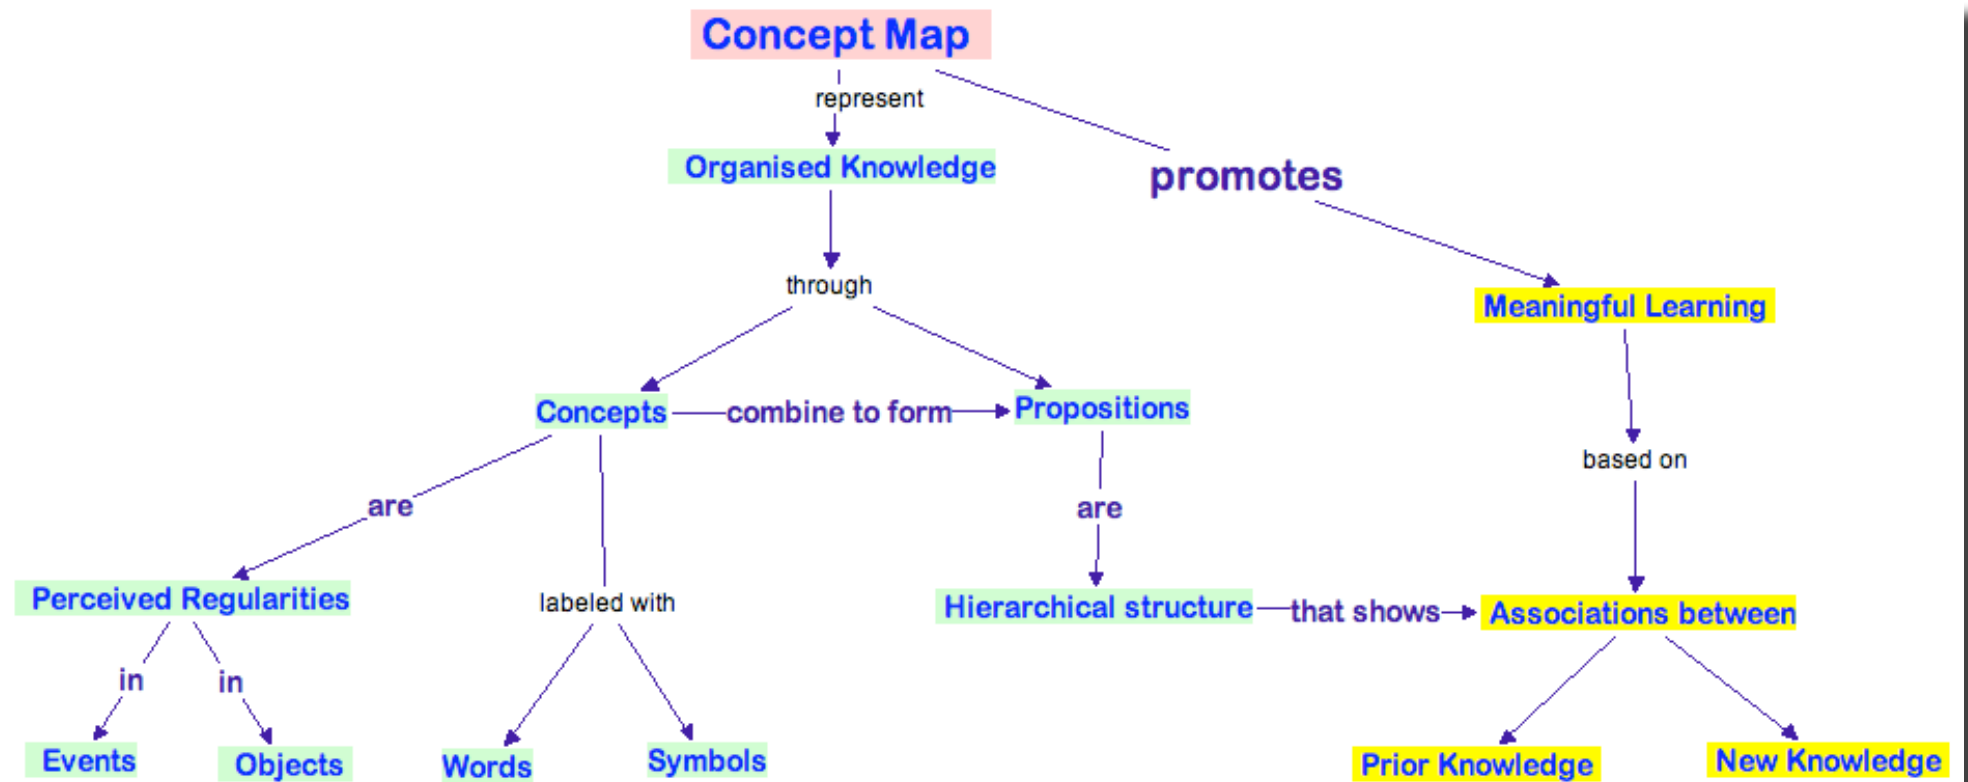 Concept Map
represent
Organised Knowledge
promotes
through
Meaningful Learning
Concepts
combine to form
Propositions
based on
are
are
Perceived Regularities
labeled with
Hierarchical structure
that shows
Associations between
in
in
Events
Objects
Words
Symbols
Prior Knowledge
New Knowledge